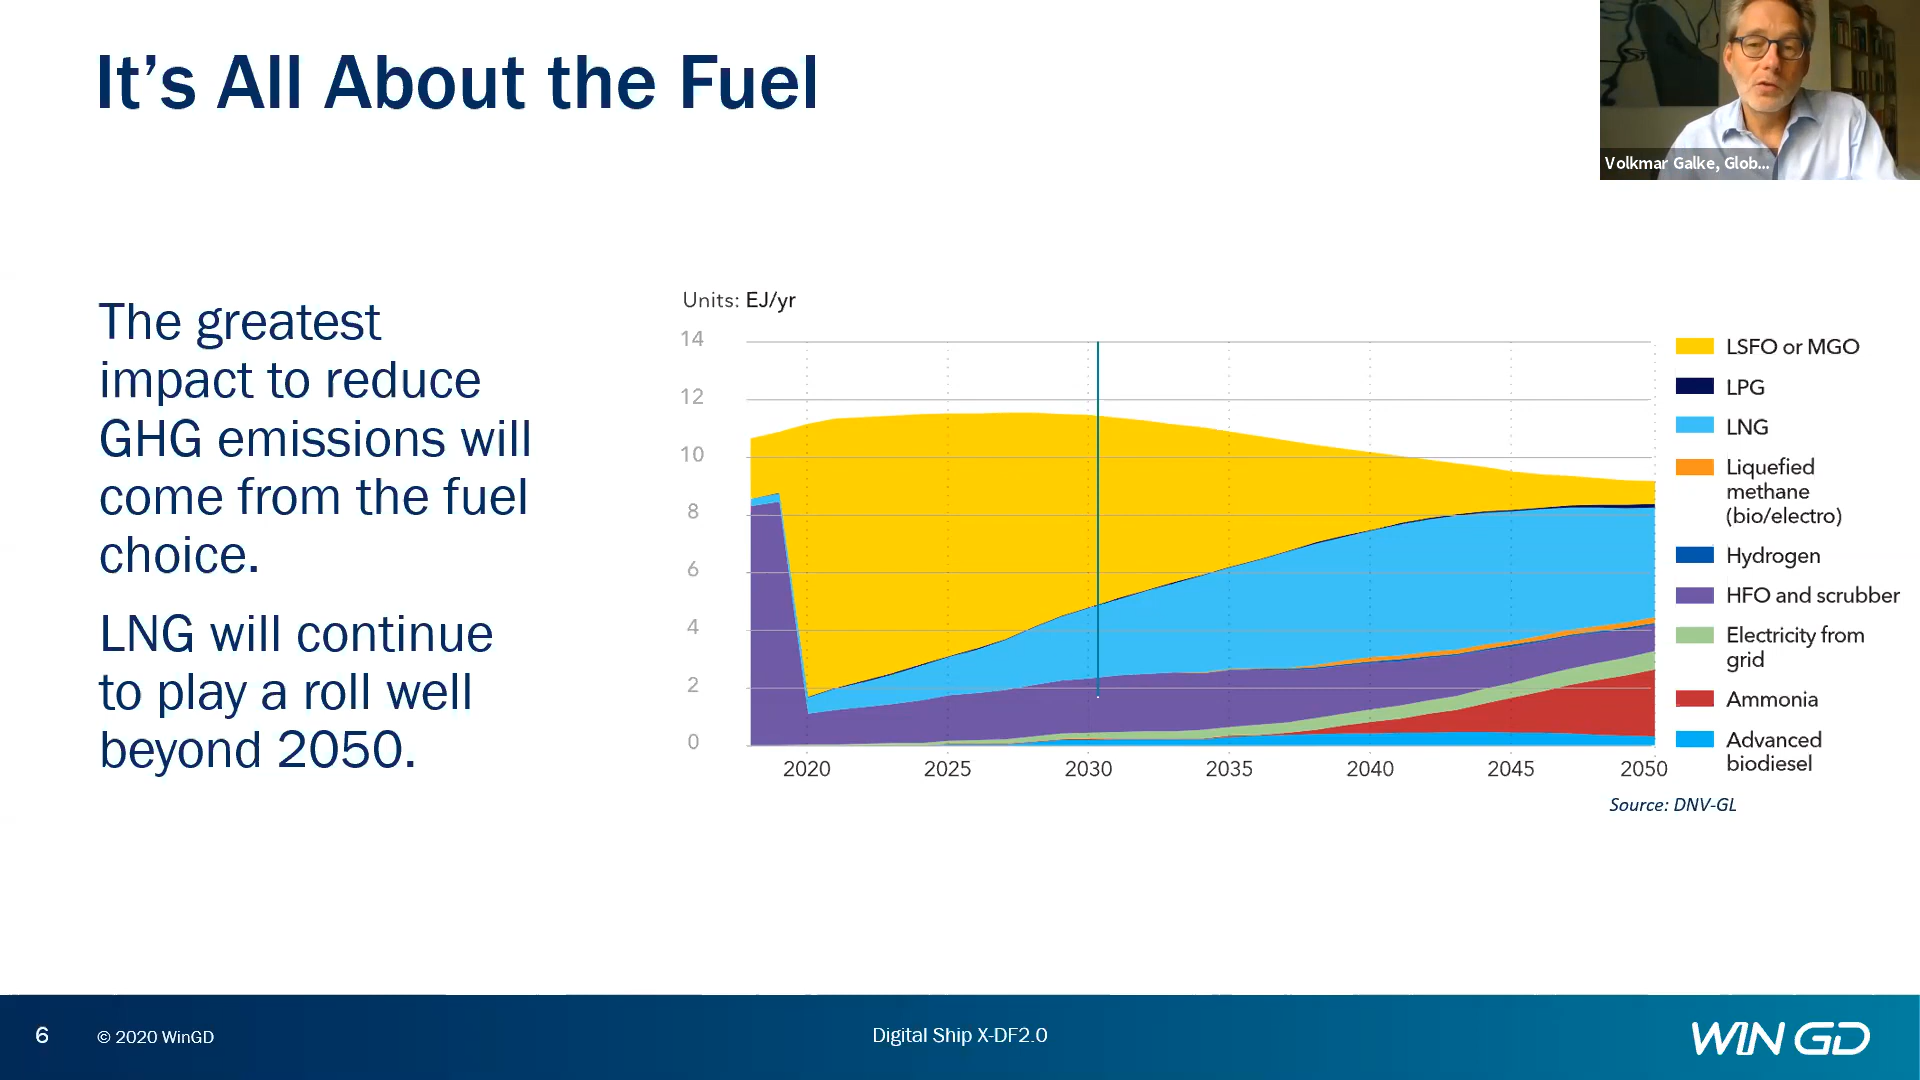 It’s All About the Fuel
Volkmar Galke, Glob...
The greatest
impact to reduce
GHG emissions will
come from the fuel
choice.
LNG will continue
to play a roll well
beyond 2050.
Units: EJ/yr
14
12
10
8
6
4
2
0
2020 2025 2030 2035 2040 2045 2050
LSFO or MGO
LPG
LNG
Liquefied
methane
(bio/electro)
Hydrogen
HFO and scrubber
Electricity from
grid
Ammonia
Advanced
biodiesel
Source: DNV-GL
6 © 2020 WinGD Digital Ship X-DF2.0 WIN GD